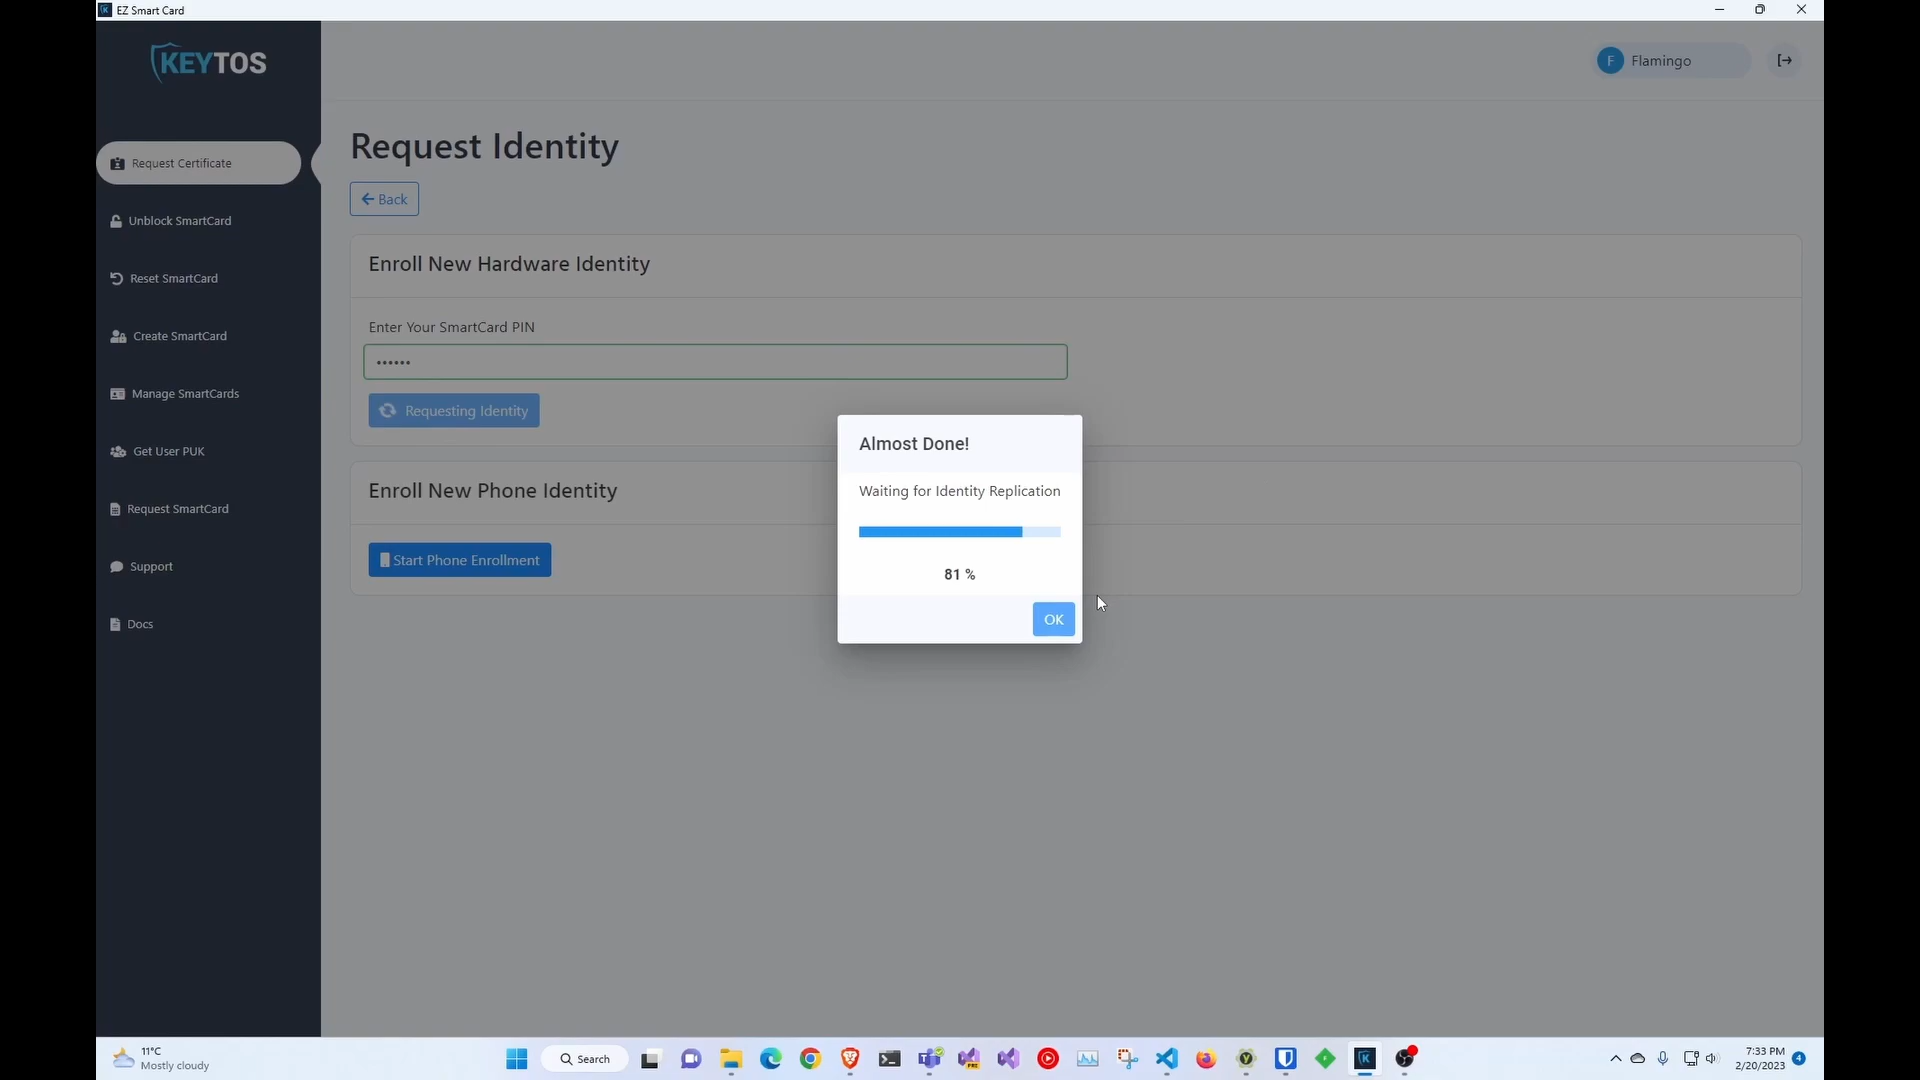 EZ Smart Card
KEYTOS
F Flamingo
Request Certificate
Unblock SmartCard
Reset SmartCard
Create SmartCard
Manage SmartCards
Get User PUK
Request SmartCard
Support
Docs
Request Identity
Back
Enroll New Hardware Identity
Enter Your SmartCard PIN
••••••
Requesting Identity
Enroll New Phone Identity
Start Phone Enrollment
Almost Done!
Waiting for Identity Replication
81 %
OK
11°C
Mostly cloudy
Search
7:33 PM
2/20/2023
4